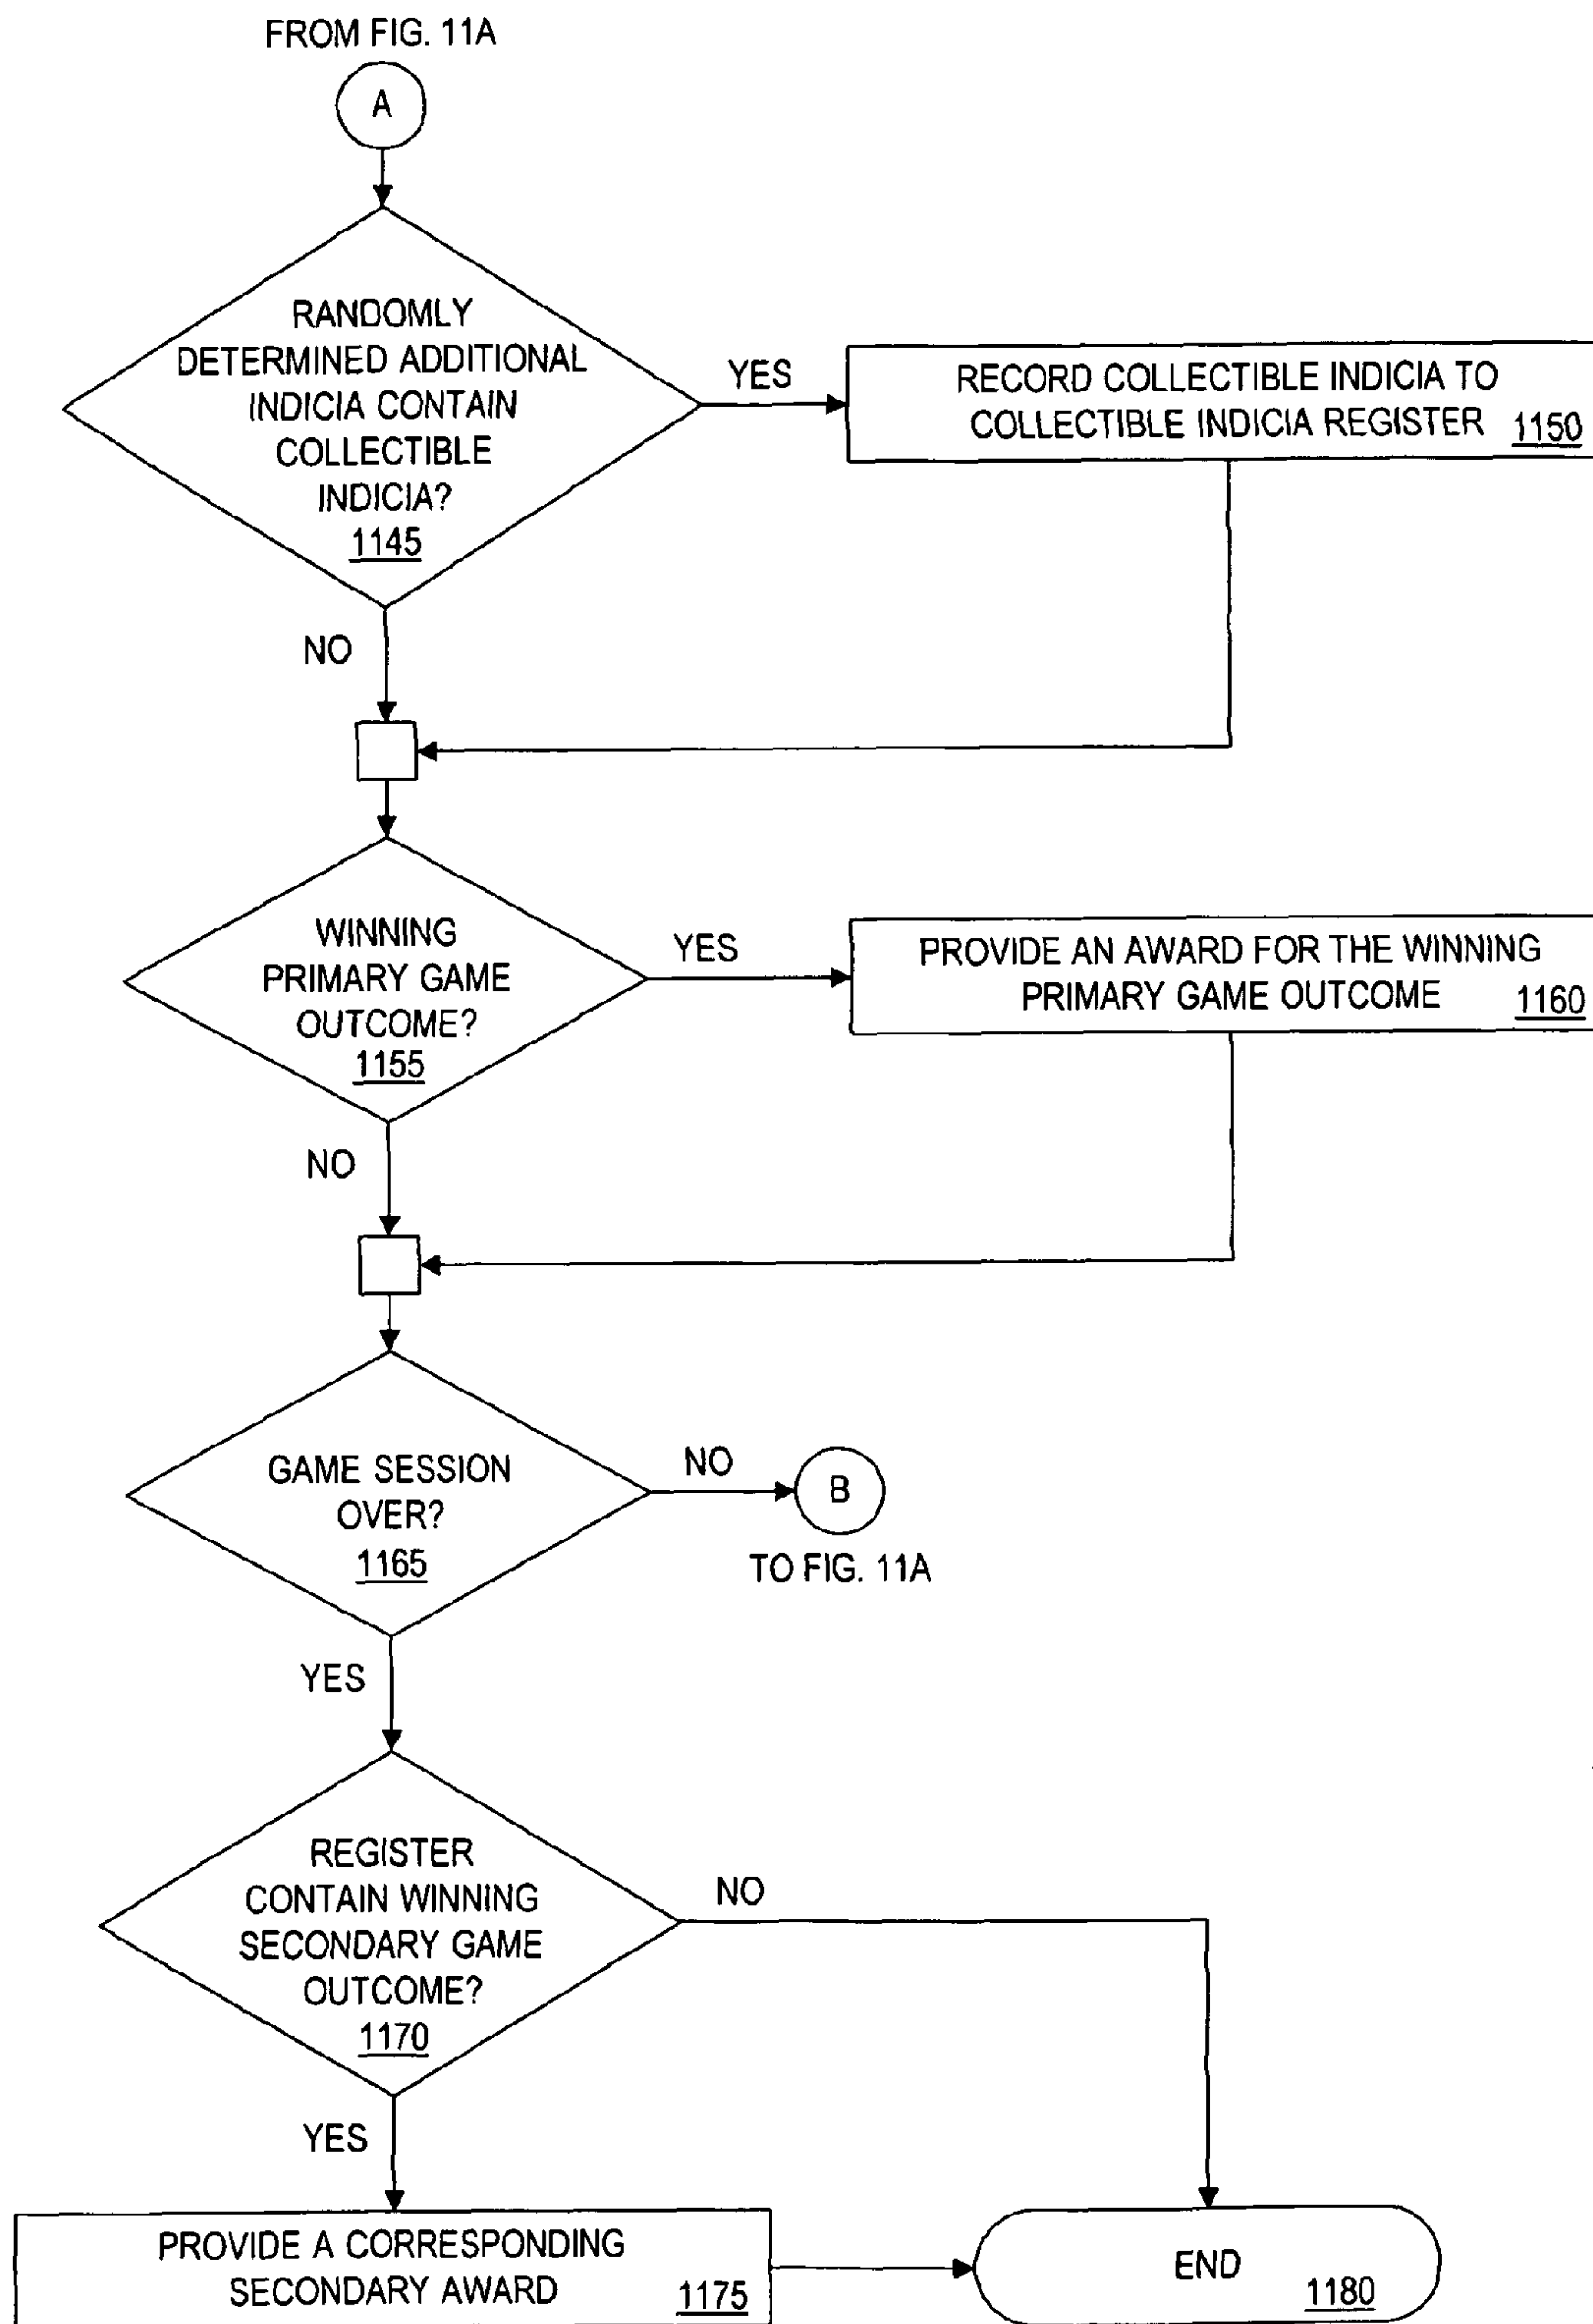 FROM FIG. 11A
A
RANDOMLY
DETERMINED ADDITIONAL
INDICIA CONTAIN
COLLECTIBLE
INDICIA?
1145
YES
RECORD COLLECTIBLE INDICIA TO
COLLECTIBLE INDICIA REGISTER 1150
NO
WINNING
PRIMARY GAME
OUTCOME?
1155
YES
PROVIDE AN AWARD FOR THE WINNING
PRIMARY GAME OUTCOME 1160
NO
GAME SESSION
OVER?
1165
NO
B
TO FIG. 11A
YES
REGISTER
CONTAIN WINNING
SECONDARY GAME
OUTCOME?
1170
NO
YES
PROVIDE A CORRESPONDING
SECONDARY AWARD 1175
END
1180